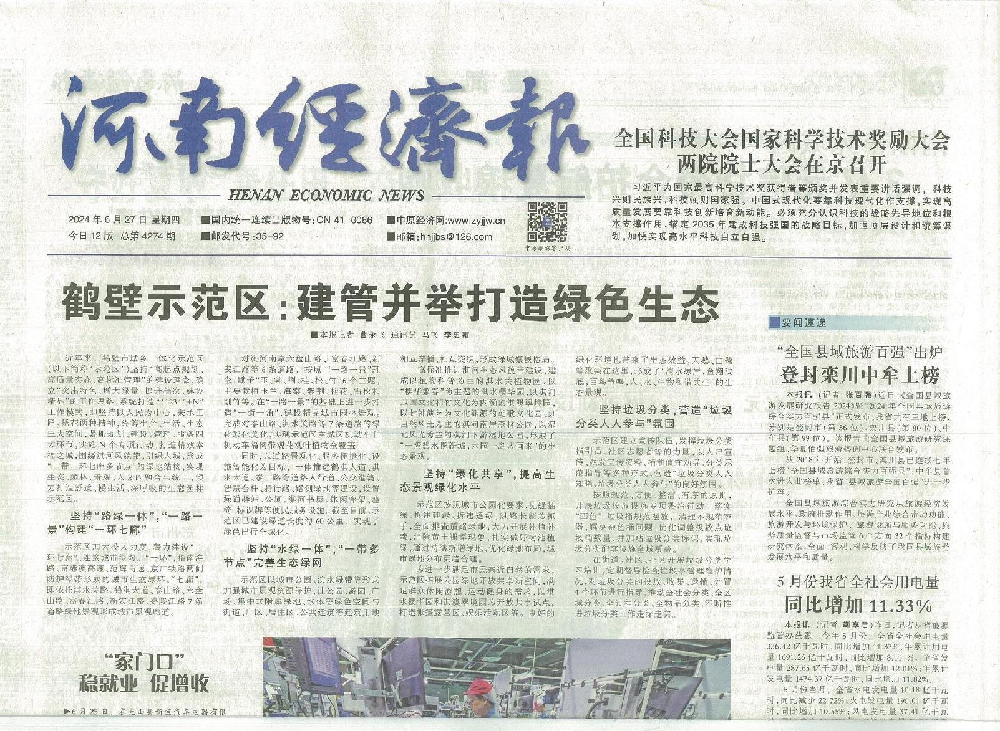 河南經濟報
HENAN ECONOMIC NEWS
2024年6月27日 星期四
今日12版 总第4274期
■国内统一连续出版物号:CN 41-0066
■邮发代号:35-92
■中原经济网:www.zyjjw.cn
■邮箱:hnjjbs@126.com
中原融媒客户端
全国科技大会国家科学技术奖励大会
两院院士大会在京召开
习近平为国家最高科学技术奖获得者等颁奖并发表重要讲话强调，科技
兴则民族兴,科技强则国家强。中国式现代化要靠科技现代化作支撑,实现高
质量发展要靠科技创新培育新动能。必须充分认识科技的战略先导地位和根
本支撑作用,锚定2035年建成科技强国的战略目标,加强顶层设计和统筹谋
划,加快实现高水平科技自立自强。
鹤壁示范区:建管并举打造绿色生态
■本报记者 曹永飞 通讯员 马飞 李忠霜
近年来，鹤壁市城乡一体化示范区
(以下简称“示范区”)坚持“高起点规划、
高质量实施、高标准管理”的建设理念,确
立“突出特色、增大绿量、提升档次、建设
精品”的工作思路,系统打造“‘1234’+N”
工作模式,即坚持以人民为中心,秉承工
匠、绣花两种精神,统筹生产、生活、生态
三大空间,紧抓规划、建设、管理、服务四
大环节,实施N个专项行动,打造精致幸
福之城,围绕淇河风貌带,引绿入城,形成
“一带一环七廊多节点”的绿地结构,实现
生态、园林、景观、人文的融合与统一,倾
力打造舒适、慢生活、深呼吸的生态园林
示范区。
坚持“路绿一体”,“一路一
景”构建“一环七廊”
示范区加大投入力度,着力建设“一
环七廊”,连接城市绿网。“一环”,指南海
路、京港澳高速、范辉高速、京广铁路两侧
防护绿带形成的城市生态绿环;“七廊”,
即依托淇水关路、鹤淇大道、泰山路、六盘
山路、富春江路、新安江路、嘉陵江路7条
道路绿地景观形成城市景观廊道。
对淇河南岸六盘山路、富春江路、新
安江路等6条道路，按照“一路一景”理
念,赋予“玉、棠、荆、桂、松、竹”6个主题,
主要栽植玉兰、海棠、紫荆、桂花、雪松和
刚竹等。在“一路一景”的基础上进一步打
造“一街一角”,建设精品城市园林景观。
完成对泰山路、淇水关路等7条道路的绿
化彩化美化,实现示范区主城区机动车非
机动车隔离带观花观叶植物全覆盖。
同时,以道路景观化、服务便捷化、设
施智能化为目标，一体推进鹤淇大道、淇
水大道、泰山路等道路人行道、公交港湾、
智慧合杆、骑行路、路侧绿地等建设,设置
绿道驿站、公厕、淇河书屋、休闲廊架、座
椅、标识牌等便民服务设施。截至目前,示
范区已建设绿道长度约60公里，实现了
绿色出行全域化。
坚持“水绿一体”,“一带多
节点”完善生态绿网
示范区以城市公园、滨水绿带等形式
加强城市景观资源保护,让公园、游园、广
场、集中式附属绿地、水体等绿色空间与
街道、厂区、居住区、公共建筑等建筑用地
相互穿插、相互交织,形成绿城镶嵌格局。
高标准推进淇河生态风貌带建设,建
成以植物科普为主的淇水关植物园,以
“樱华繁春”为主题的淇水樱华园,以淇河
卫国文化和竹文化为内涵的淇澳翠境园,
以封神演艺为文化渊源的朝歌文化园,以
自然风光为主的淇河南岸森林公园,以湿
地风光为主的淇河下游湿地公园,形成了
“一湾碧水揽新城,六园一岛入画来”的生
态景观。
坚持“绿化共享”,提高生
态景观绿化水平
示范区按照城市公园化要求,见缝插
绿、拆违建绿、拆违透绿,以路长制为抓
手,全面排查道路绿地,大力开展补植补
栽,消除黄土裸露现象,扎实做好树池植
绿,通过持续新增绿地、优化绿地布局,城
市绿地分布更趋合理。
为进一步满足市民亲近自然的需求,
示范区拓展公园绿地开放共享新空间,满
足群众休闲游憩、运动健身的需求,以淇
水樱华园和淇澳翠境园为开放共享试点,
打造帐篷露营区、娱乐活动区等。良好的
绿化环境也带来了生态效益,天鹅、白鹭
等聚集在这里,形成了“清水绿岸,鱼翔浅
底,百鸟争鸣,人、水、生物和谐共生”的生
态景观。
坚持垃圾分类,营造“垃圾
分类人人参与”氛围
示范区建立宣传队伍,发挥垃圾分类
指引员、社区志愿者等的力量,以入户宣
传、派发宣传资料、桶前值守劝导、分类示
范指导等多种形式,营造“垃圾分类人人
知晓、垃圾分类人人参与”的良好氛围。
按照规范、方便、整洁、有序的原则,
开展垃圾投放设施专项整治行动，落实
“四色”垃圾桶规范摆放，清理不规范容
器,解决杂色桶问题,优化调整投放点垃
圾桶数量,并加贴垃圾分类标识,实现垃
圾分类配套设施全域覆盖。
在街道、社区、小区开展垃圾分类学
习培训,定期督导检查垃圾亭管理维护情
况,对垃圾分类的投放、收集、运输、处置
4个环节进行指导,推动全社会分类、全区
域分类、全过程分类、全物品分类,不断推
进垃圾分类工作走深走实。
■要闻速递
“全国县域旅游百强”出炉
登封栾川中牟上榜
本报讯 (记者 张百强)近日,《全国县域旅
游发展研究报告2024》暨“2024年全国县域旅游
综合实力百强县”正式发布,我省共有三地上榜,
分别是登封市(第56位)、栾川县(第80位)、中
牟县(第99位)。该报告由全国县域旅游研究课
题组、华夏佰强旅游咨询中心联合发布。
从2018年开始,登封市、栾川县已连续七年
上榜“全国县域旅游综合实力百强县”;中牟县首
次进入此榜单,我省“县域旅游全国百强”进一步
扩容。
全国县域旅游综合实力研究从旅游经济发
展水平、政府推动作用、旅游产业综合带动功能、
旅游开发与环境保护、旅游设施与服务功能、旅
游质量监督与市场监管6个方面32个指标构建
研究体系,全面、客观、科学反映了我国县域旅游
发展水平和质量。
5月份我省全社会用电量
同比增加11.33%
本报讯 (记者 靳李君)昨日,记者从省能源
监管办获悉，今年5月份，全省全社会用电量
336.42亿千瓦时,同比增加11.33%;年累计用电
量1691.26亿千瓦时,同比增加8.11 %。全省发
电量287.65亿千瓦时,同比增加12.01%;年累计
发电量1474.37亿千瓦时,同比增加11.82%。
5月份当月，全省水电发电量10.18亿千瓦
时,同比减少22.72%;火电发电量190.01亿千瓦
时,同比增加10.55%;风电发电量37.41亿千瓦
“家门口”
稳就业 促增收
▶6月25日，在光山县新宝汽车电器有限